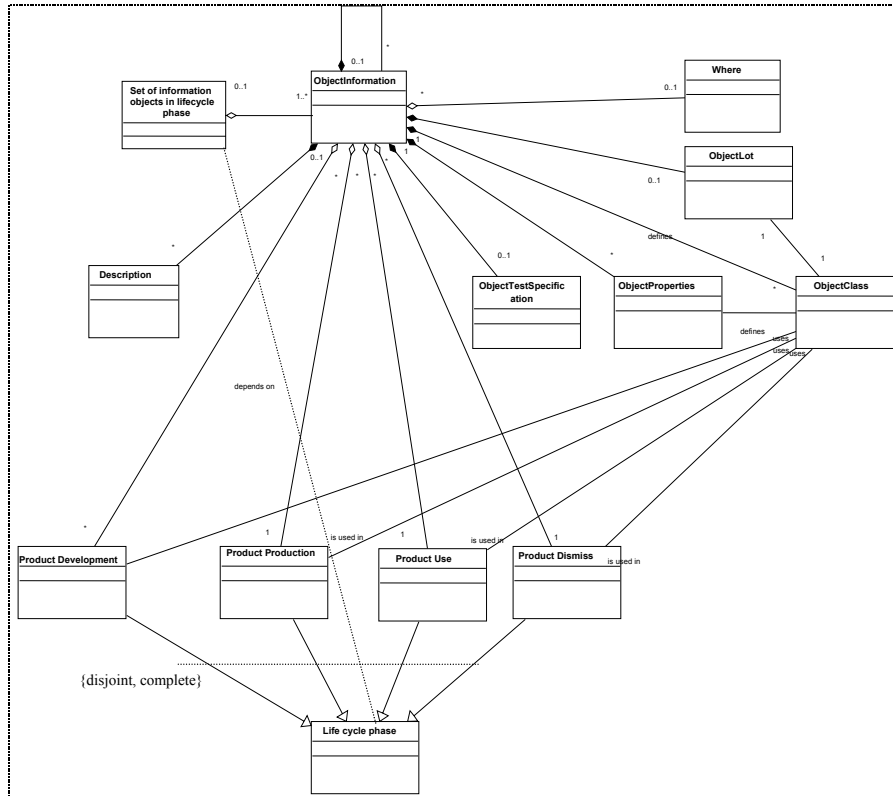 0..1
*
ObjectInformation
Set of information
objects in lifecycle
phase
0..1
1..*
*
0..1
Where
ObjectLot
0..1
1
1
0..1
*
*
*
*
1
1
defines
*
Description
0..1
ObjectTestSpecific
ation
*
ObjectProperties
*
ObjectClass
defines
uses
uses
uses
depends on
*
1
is used in
1
is used in
1
is used in
Product Development
Product Production
Product Use
Product Dismiss
{disjoint, complete}
Life cycle phase